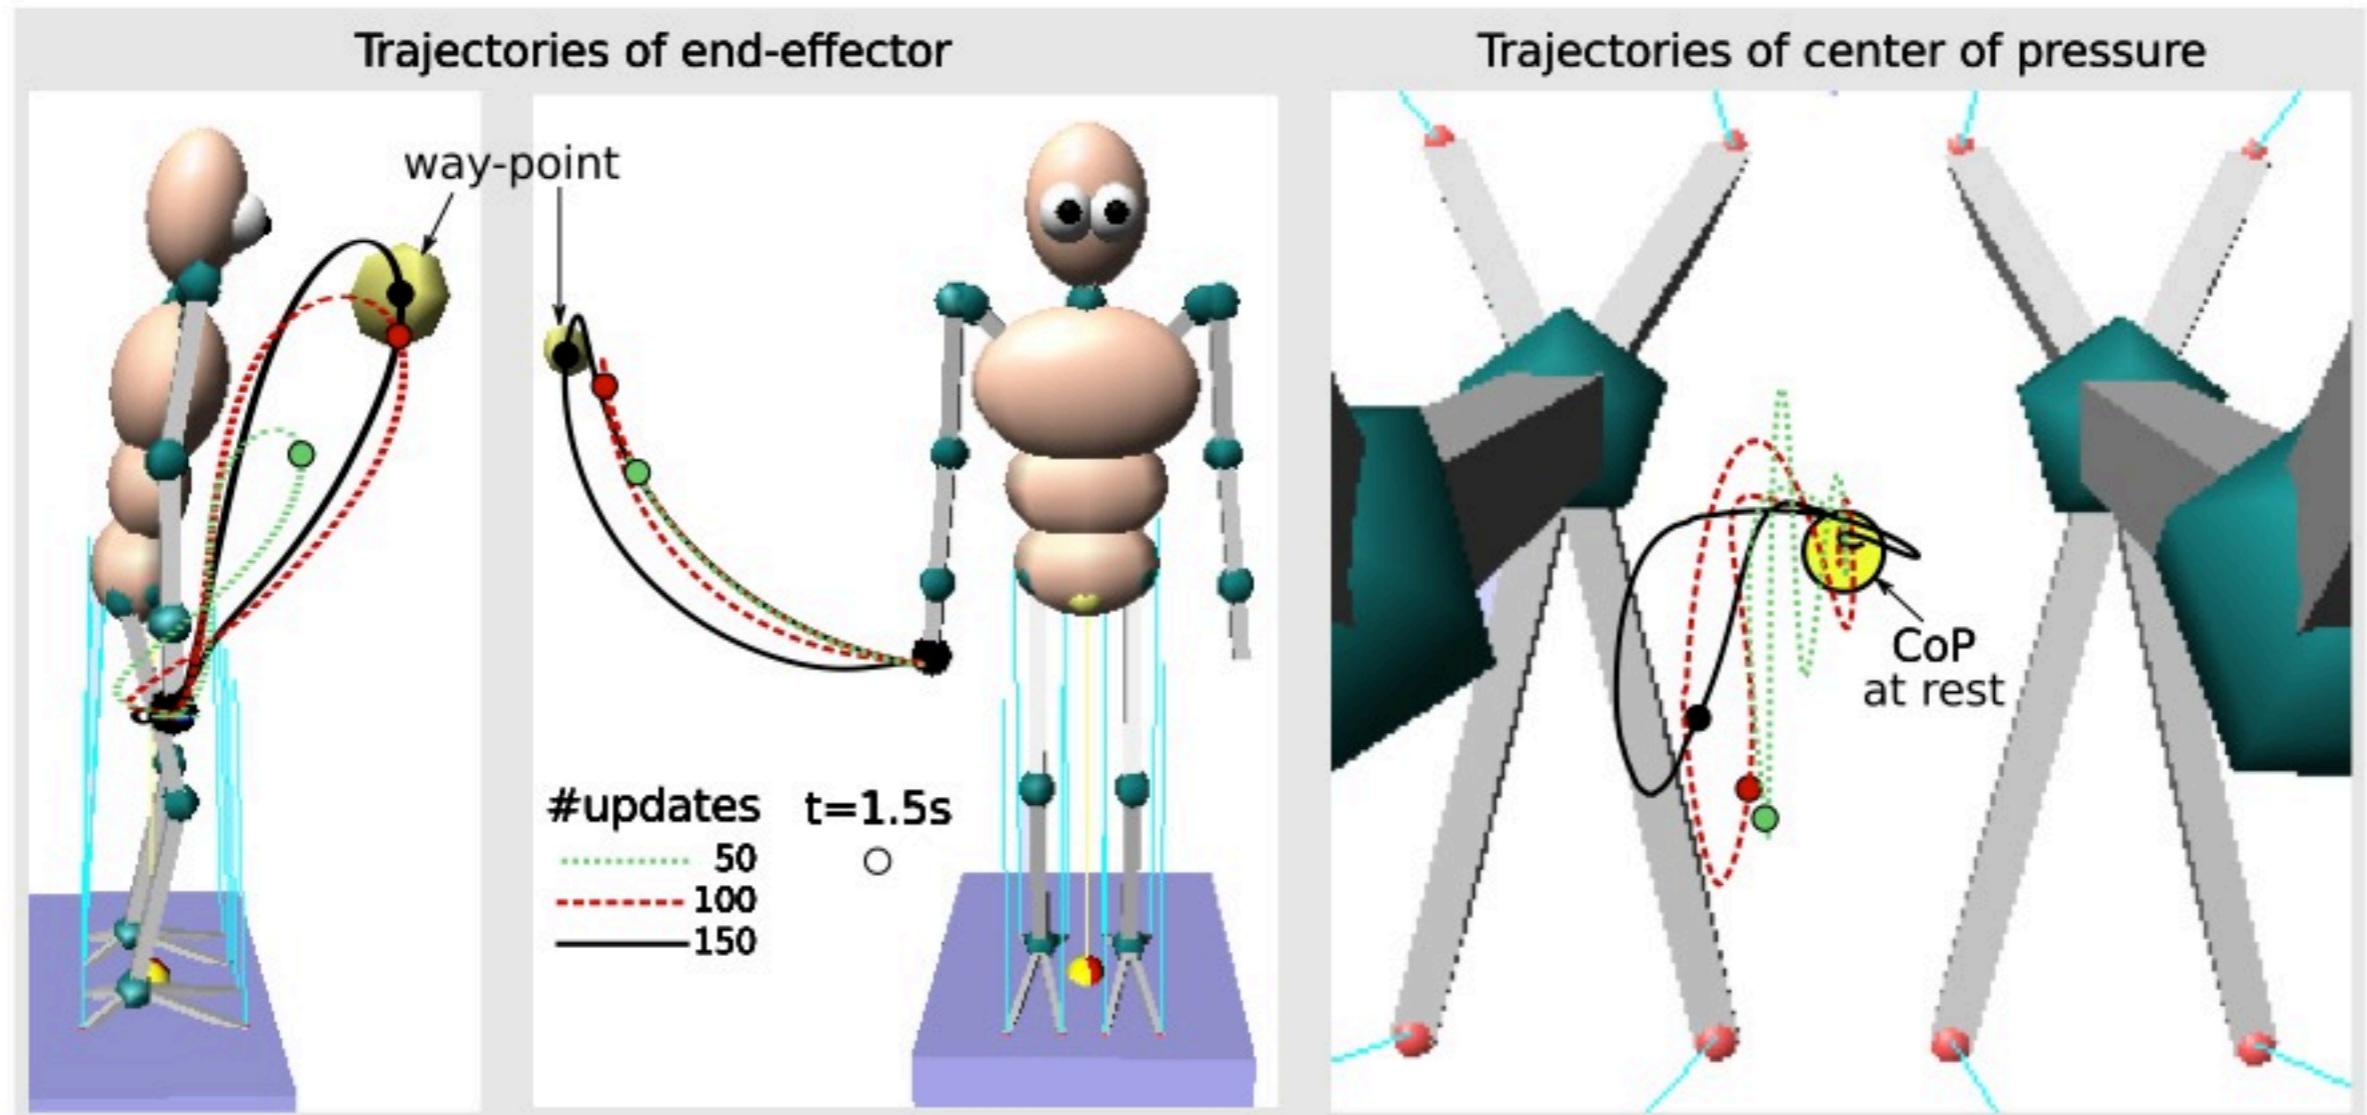 Trajectories of end-effector
Trajectories of center of pressure
way-point
#updates t=1.5s
50
100
150
CoP
at rest